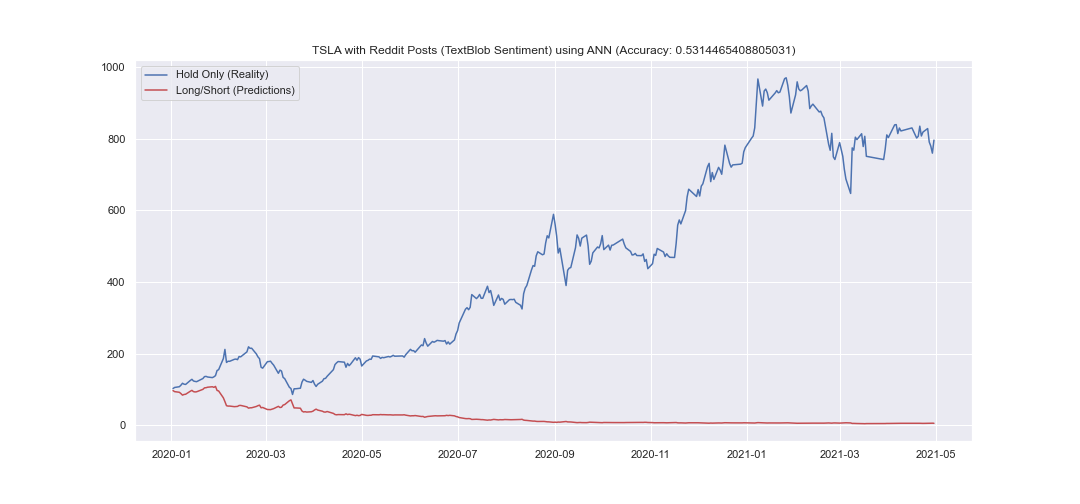 TSLA with Reddit Posts (TextBlob Sentiment) using ANN (Accuracy: 0.5314465408805031)
Hold Only (Reality)
Long/Short (Predictions)
1000
800
600
400
200
0
2020-01 2020-03 2020-05 2020-07 2020-09 2020-11 2021-01 2021-03 2021-05